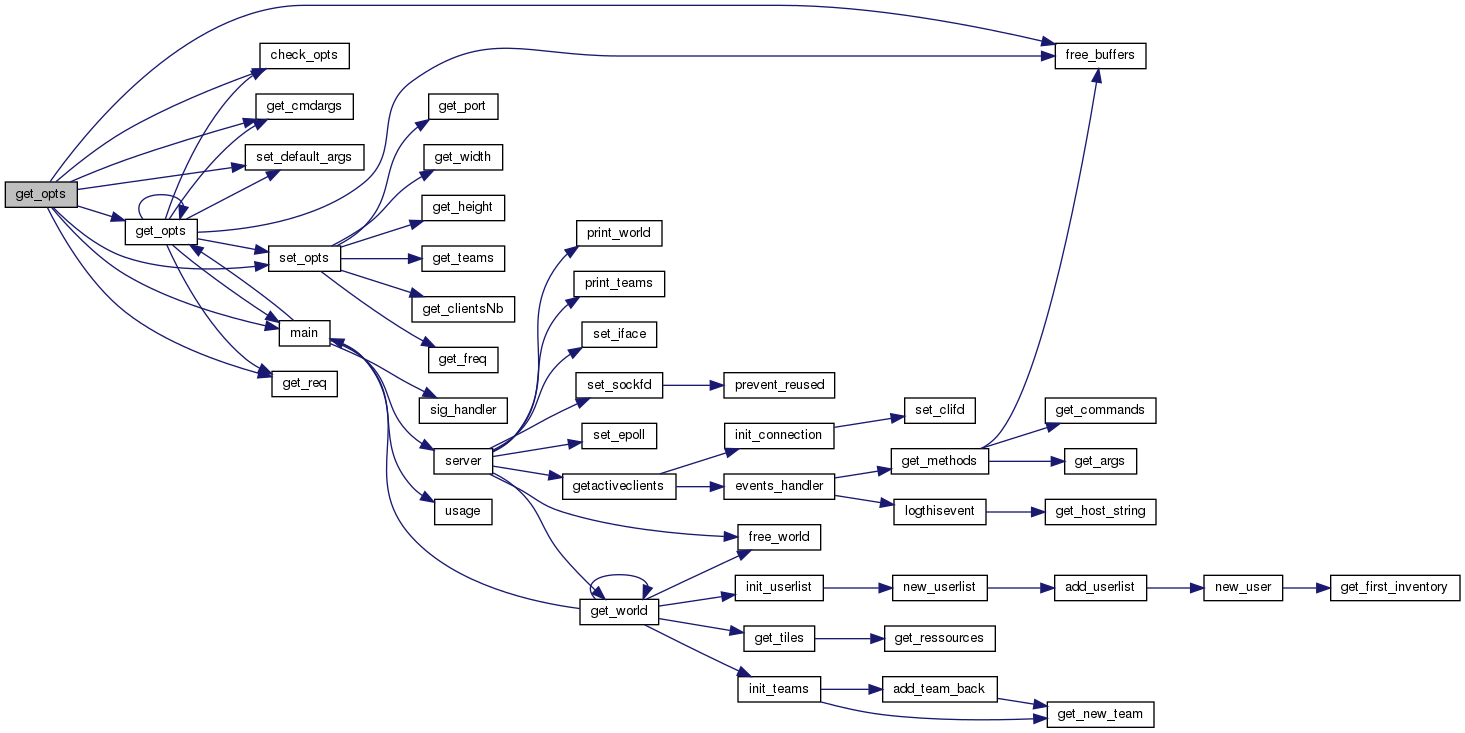 get_opts
get_opts
check_opts
get_cmdargs
set_default_args
set_opts
main
get_req
get_port
get_width
get_height
get_teams
get_clientsNb
get_freq
sig_handler
server
usage
print_world
print_teams
set_iface
set_sockfd
set_epoll
getactiveclients
get_world
prevent_reused
init_connection
events_handler
free_world
init_userlist
get_tiles
init_teams
set_clifd
get_methods
logthisevent
new_userlist
get_ressources
add_team_back
free_buffers
get_commands
get_args
get_host_string
add_userlist
get_new_team
new_user
get_first_inventory